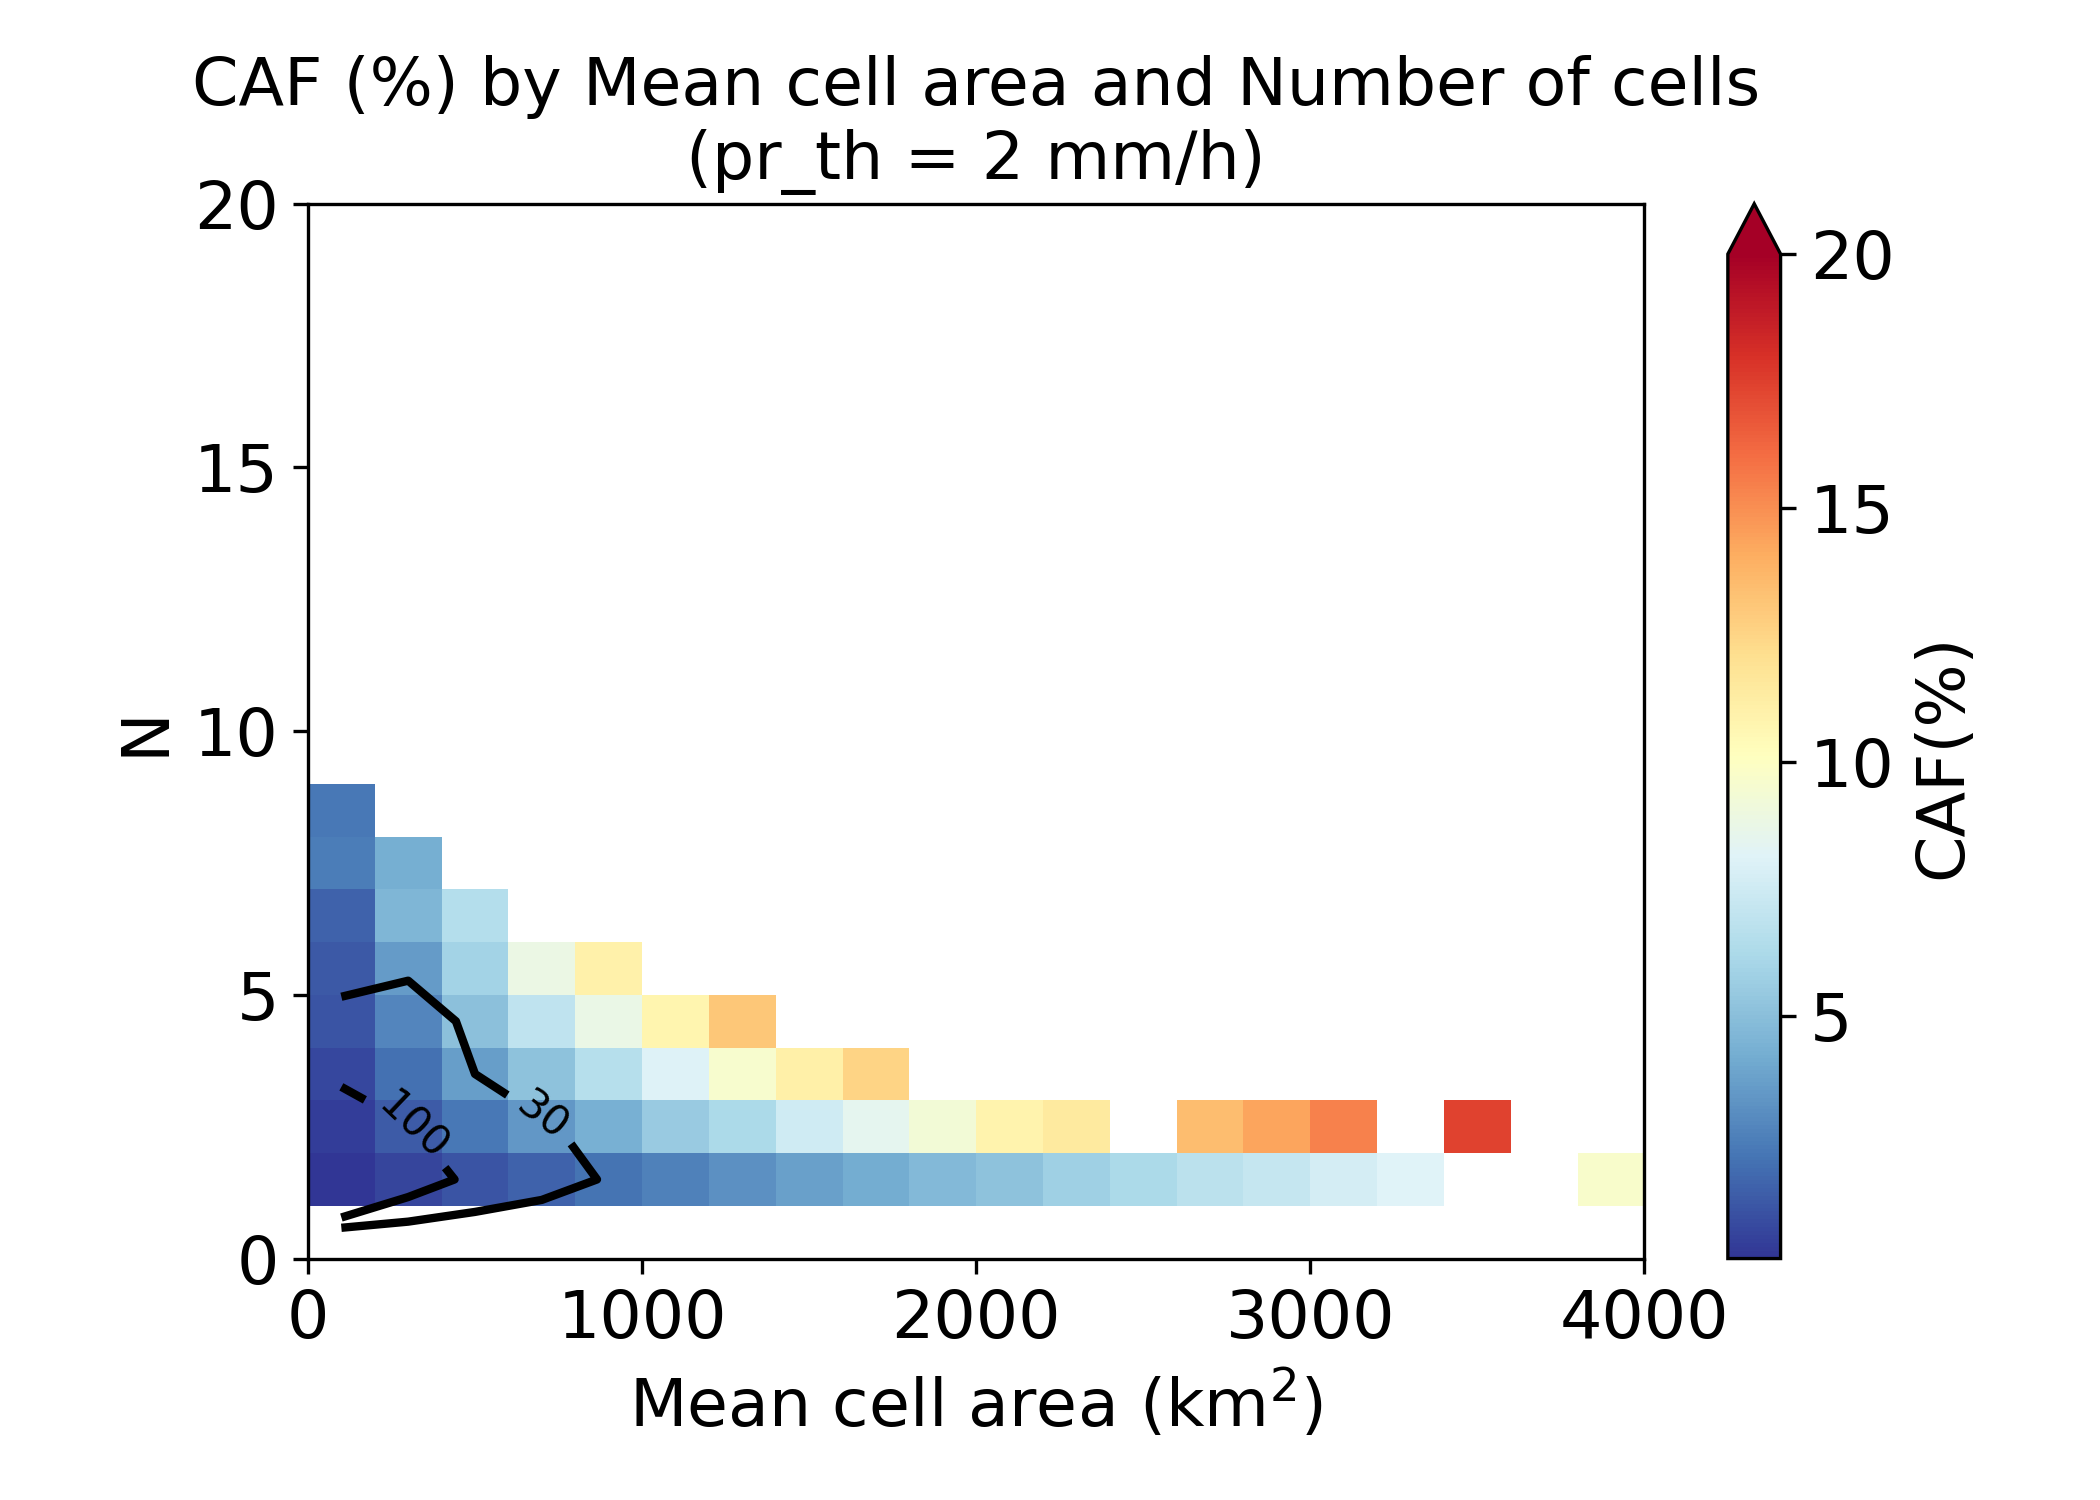 CAF (%) by Mean cell area and Number of cells
(pr_th = 2 mm/h)
20
15
10
5
0
N
100
30
0 1000 2000 3000 4000
Mean cell area (km²)
20
15
10
5
CAF(%)